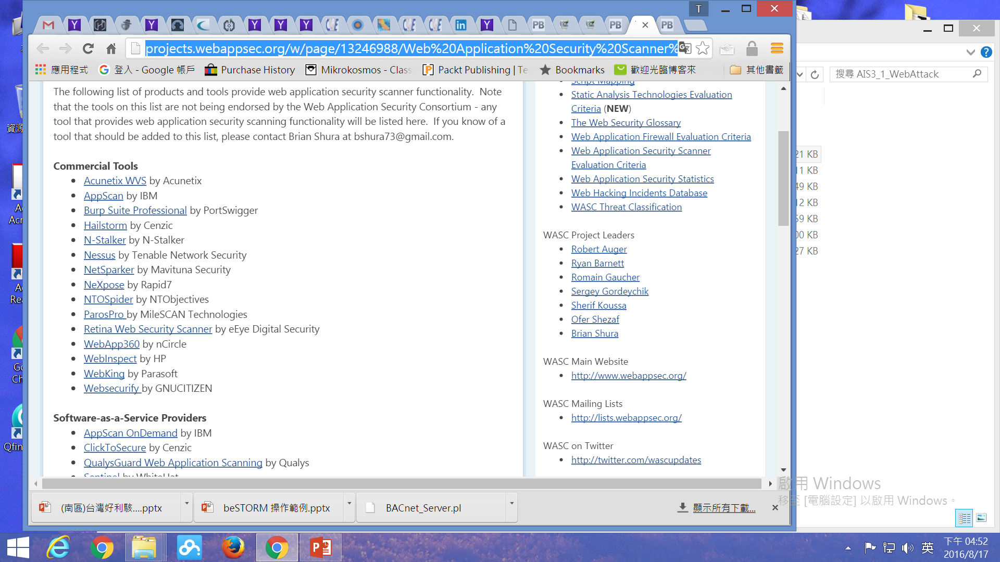 T
projects.webappsec.org/w/page/13246988/Web%20Application%20Security%20Scanner%
應用程式
登入 - Google 帳戶
Purchase History
Mikrokosmos - Class
Packt Publishing | Te
Bookmarks
歡迎光臨博客來
其他書籤
搜尋 AIS3_1_WebAttack
The following list of products and tools provide web application security scanner functionality.  Note
that the tools on this list are not being endorsed by the Web Application Security Consortium - any
tool that provides web application security scanning functionality will be listed here.  If you know of a
tool that should be added to this list, please contact Brian Shura at bshura73@gmail.com.
Commercial Tools
Acunetix WVS by Acunetix
AppScan by IBM
Burp Suite Professional by PortSwigger
Hailstorm by Cenzic
N-Stalker by N-Stalker
Nessus by Tenable Network Security
NetSparker by Mavituna Security
NeXpose by Rapid7
NTOSpider by NTObjectives
ParosPro by MileSCAN Technologies
Retina Web Security Scanner by eEye Digital Security
WebApp360 by nCircle
WebInspect by HP
WebKing by Parasoft
Websecurify by GNUCITIZEN
Software-as-a-Service Providers
AppScan OnDemand by IBM
ClickToSecure by Cenzic
QualysGuard Web Application Scanning by Qualys
Sentinel by WhiteHat
Script Mapping
Static Analysis Technologies Evaluation
Criteria (NEW)
The Web Security Glossary
Web Application Firewall Evaluation Criteria
Web Application Security Scanner
Evaluation Criteria
Web Application Security Statistics
Web Hacking Incidents Database
WASC Threat Classification
WASC Project Leaders
Robert Auger
Ryan Barnett
Romain Gaucher
Sergey Gordeychik
Sherif Koussa
Ofer Shezaf
Brian Shura
WASC Main Website
http://www.webappsec.org/
WASC Mailing Lists
http://lists.webappsec.org/
WASC on Twitter
http://twitter.com/wascupdates
21 KB
11 KB
49 KB
12 KB
59 KB
00 KB
27 KB
資源
Qfin
(南區)台灣好利駭....pptx
beSTORM 操作範例.pptx
BACnet_Server.pl
顯示所有下載...
啟用 Windows
移至 [電腦設定] 以啟用 Windows。
英
下午 04:52
2016/8/17